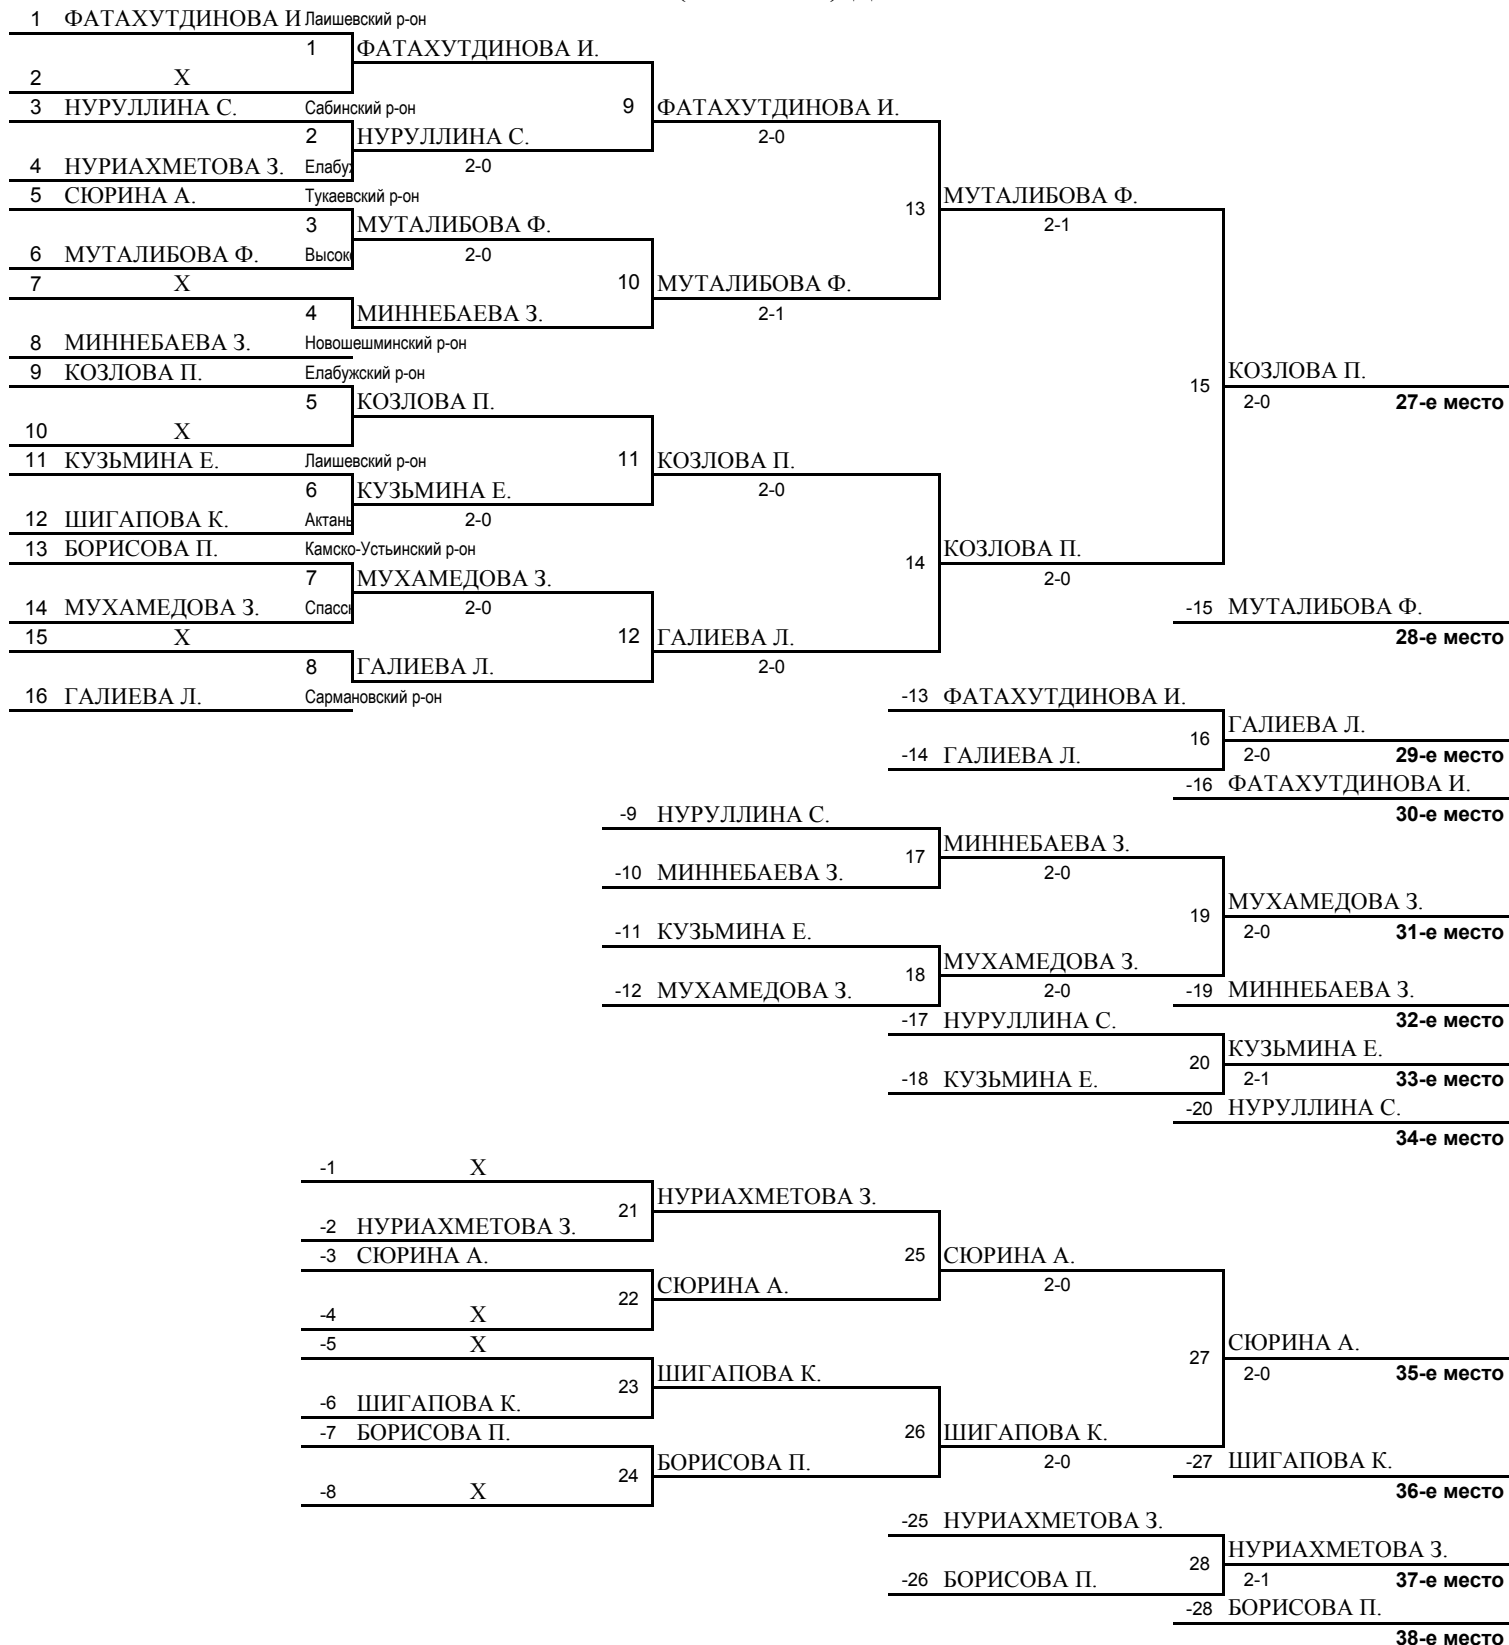 1 ФАТАХУТДИНОВА И Лаишевский р-он
1 ФАТАХУТДИНОВА И.
2 Х
3 НУРУЛЛИНА С. Сабинский р-он 9 ФАТАХУТДИНОВА И.
2 НУРУЛЛИНА С. 2-0
4 НУРИАХМЕТОВА З. Елабу 2-0
5 СЮРИНА А. Тукаевский р-он 13 МУТАЛИБОВА Ф.
3 МУТАЛИБОВА Ф. 2-1
6 МУТАЛИБОВА Ф. Высок 2-0
7 Х 10 МУТАЛИБОВА Ф.
4 МИННЕБАЕВА З. 2-1
8 МИННЕБАЕВА З. Новошешминский р-он
9 КОЗЛОВА П. Елабужский р-он 15 КОЗЛОВА П.
5 КОЗЛОВА П. 2-0 27-е место
10 Х
11 КУЗЬМИНА Е. Лаишевский р-он 11 КОЗЛОВА П.
6 КУЗЬМИНА Е. 2-0
12 ШИГАПОВА К. Актаны 2-0
13 БОРИСОВА П. Камско-Устьинский р-он 14 КОЗЛОВА П.
7 МУХАМЕДОВА З. 2-0
14 МУХАМЕДОВА З. Спасс 2-0 -15 МУТАЛИБОВА Ф.
15 Х 12 ГАЛИЕВА Л. 28-е место
8 ГАЛИЕВА Л. 2-0
16 ГАЛИЕВА Л. Сармановский р-он -13 ФАТАХУТДИНОВА И.
16 ГАЛИЕВА Л.
-14 ГАЛИЕВА Л. 2-0 29-е место
-16 ФАТАХУТДИНОВА И.
-9 НУРУЛЛИНА С. 30-е место
17 МИННЕБАЕВА З.
-10 МИННЕБАЕВА З. 2-0
19 МУХАМЕДОВА З.
-11 КУЗЬМИНА Е. 2-0 31-е место
18 МУХАМЕДОВА З.
-12 МУХАМЕДОВА З. 2-0 -19 МИННЕБАЕВА З.
-17 НУРУЛЛИНА С. 32-е место
20 КУЗЬМИНА Е.
-18 КУЗЬМИНА Е. 2-1 33-е место
-20 НУРУЛЛИНА С.
34-е место
-1 Х
21 НУРИАХМЕТОВА З.
-2 НУРИАХМЕТОВА З.
-3 СЮРИНА А. 25 СЮРИНА А.
22 СЮРИНА А. 2-0
-4 Х
-5 Х 27 СЮРИНА А.
23 ШИГАПОВА К. 2-0 35-е место
-6 ШИГАПОВА К.
-7 БОРИСОВА П. 26 ШИГАПОВА К.
24 БОРИСОВА П. 2-0 -27 ШИГАПОВА К.
-8 Х 36-е место
-25 НУРИАХМЕТОВА З.
28 НУРИАХМЕТОВА З.
-26 БОРИСОВА П. 2-1 37-е место
-28 БОРИСОВА П.
38-е место